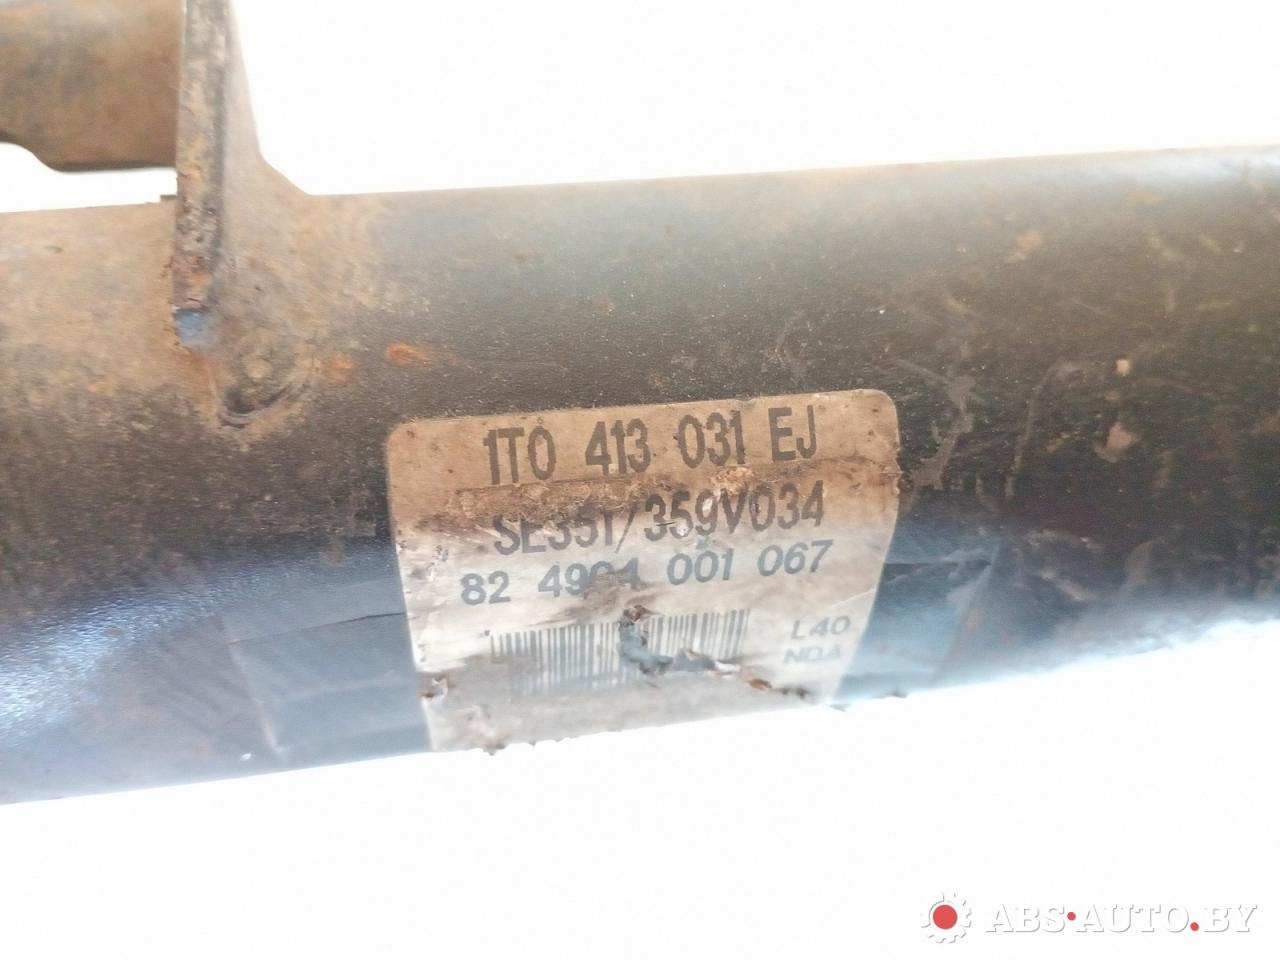 1T0 413 031 EJ
SE351/359V034
82 4904 001 067
L40
NDA
ABS-AUTO.BY